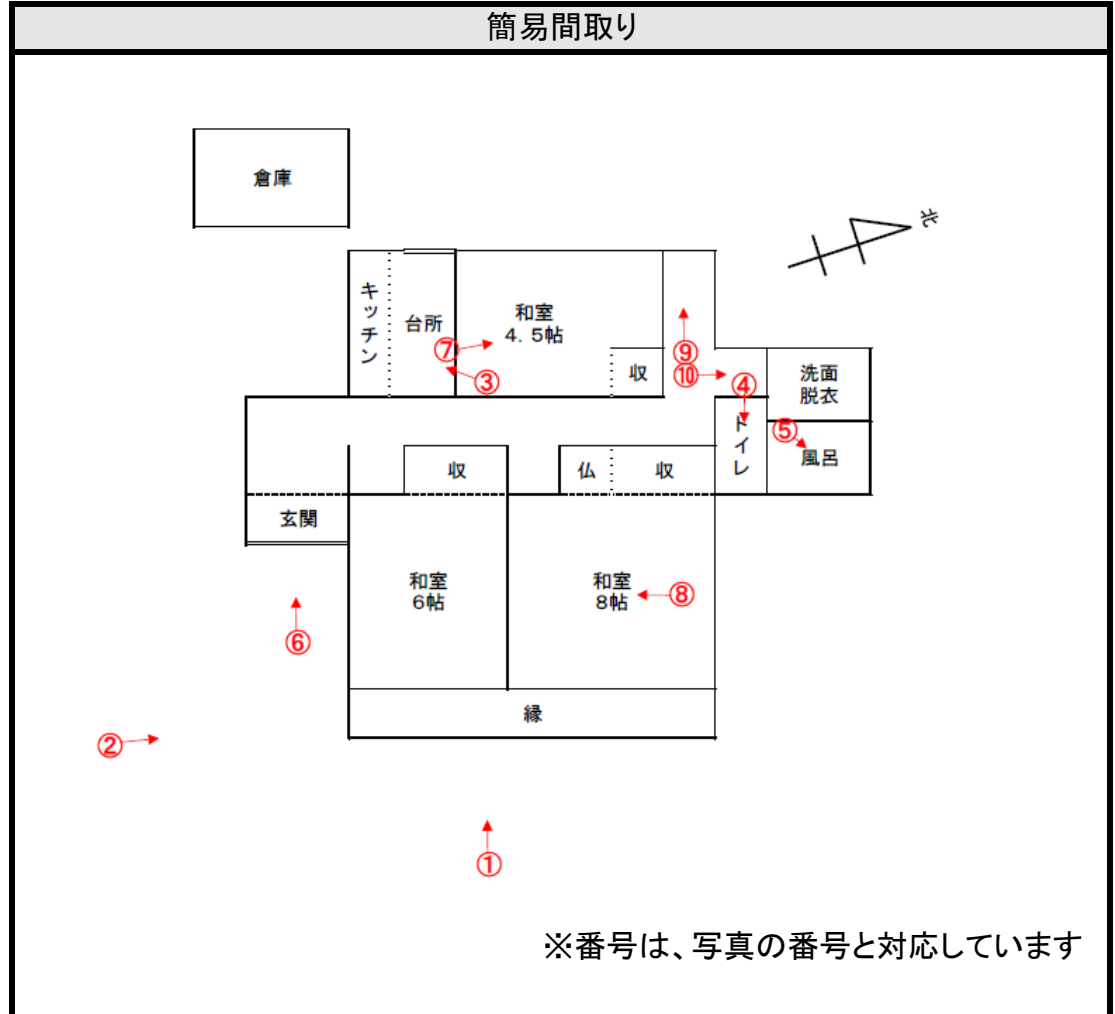 簡易間取り
倉庫
北
キッチン
台所
和室
4．5帖
⑦
③
収
⑨
⑩
④
洗面
脱衣
トイレ
⑤
風呂
収
仏
収
玄関
和室
6帖
和室
8帖
⑧
⑥
縁
②
①
※番号は、写真の番号と対応しています